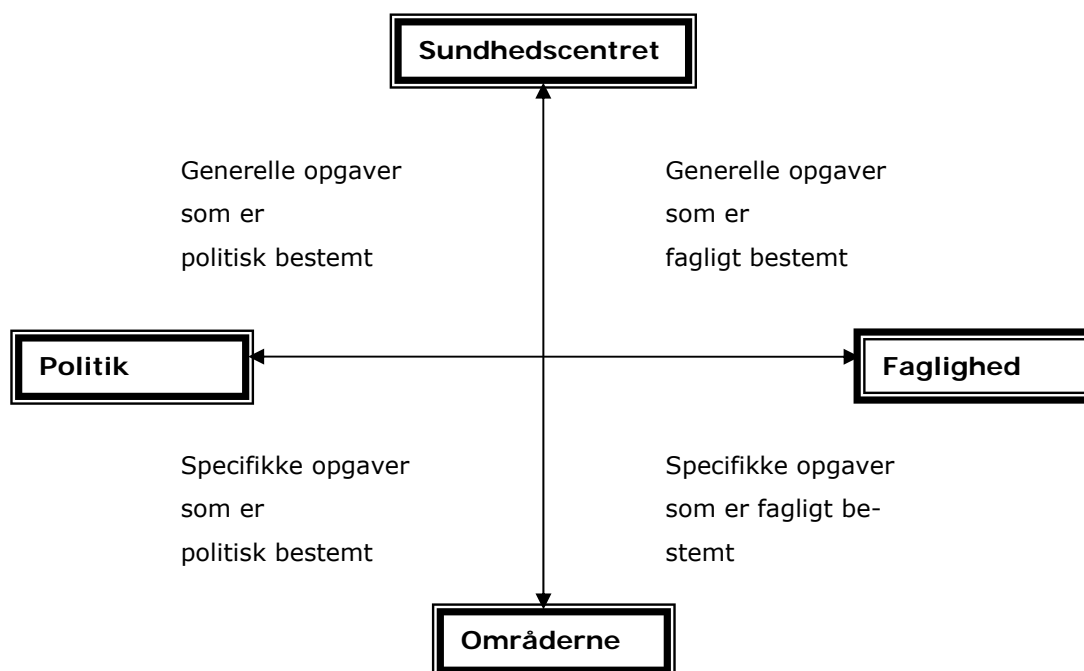 Sundhedscentret
Generelle opgaver
som er
politisk bestemt
Generelle opgaver
som er
fagligt bestemt
Politik
Faglighed
Specifikke opgaver
som er
politisk bestemt
Specifikke opgaver
som er fagligt be-
stemt
Områderne